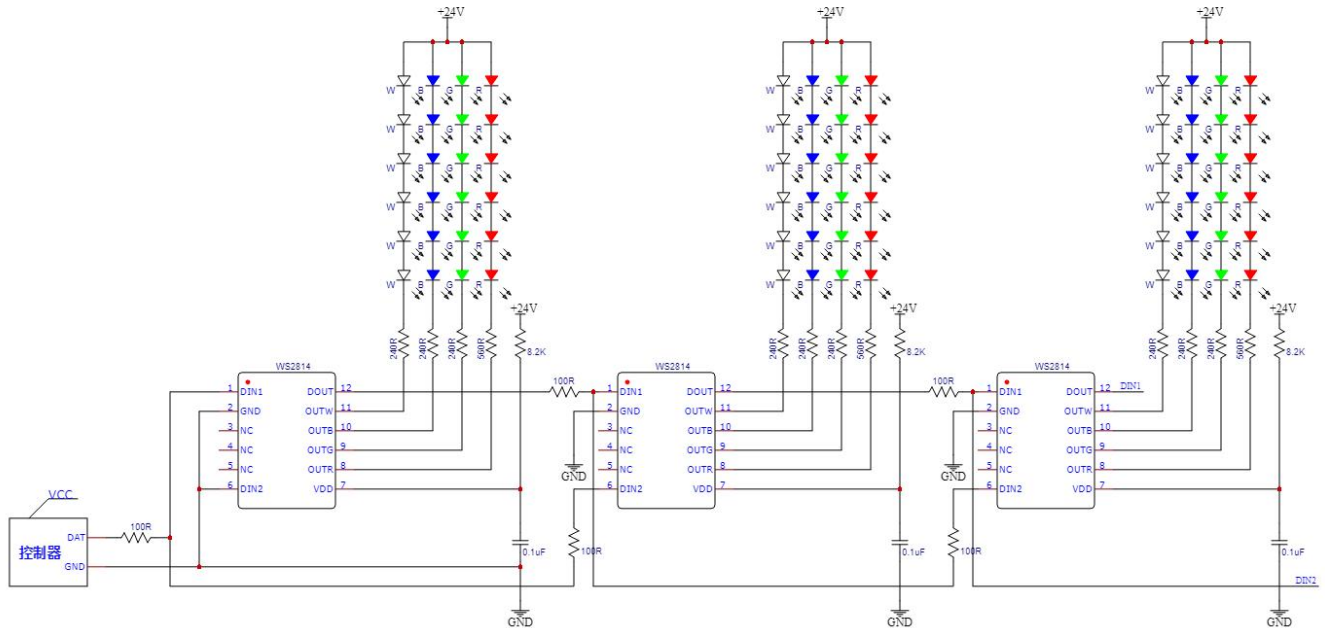 +24V +24V +24V
W B G R W B G R W B G R
W B G R W B G R W B G R
W B G R W B G R W B G R
W B G R W B G R W B G R
W B G R W B G R W B G R
W B G R W B G R W B G R
+24V +24V +24V
240R 240R 240R 560R 8.2K 240R 240R 240R 560R 8.2K 240R 240R 240R 560R 8.2K
WS2814 WS2814 WS2814
1 DIN1 DOUT 12 100R 1 DIN1 DOUT 12 100R 1 DIN1 DOUT 12 DIN1
2 GND OUTW 11 2 GND OUTW 11 2 GND OUTW 11
3 NC OUTB 10 3 NC OUTB 10 3 NC OUTB 10
4 NC OUTG 9 4 NC OUTG 9 4 NC OUTG 9
5 NC OUTR 8 5 NC OUTR 8 5 NC OUTR 8
GND GND
6 DIN2 VDD 7 6 DIN2 VDD 7 6 DIN2 VDD 7
VCC
100R
DAT
控制器
GND
0.1uF 100R 0.1uF 100R 0.1uF
DIN2
GND GND GND